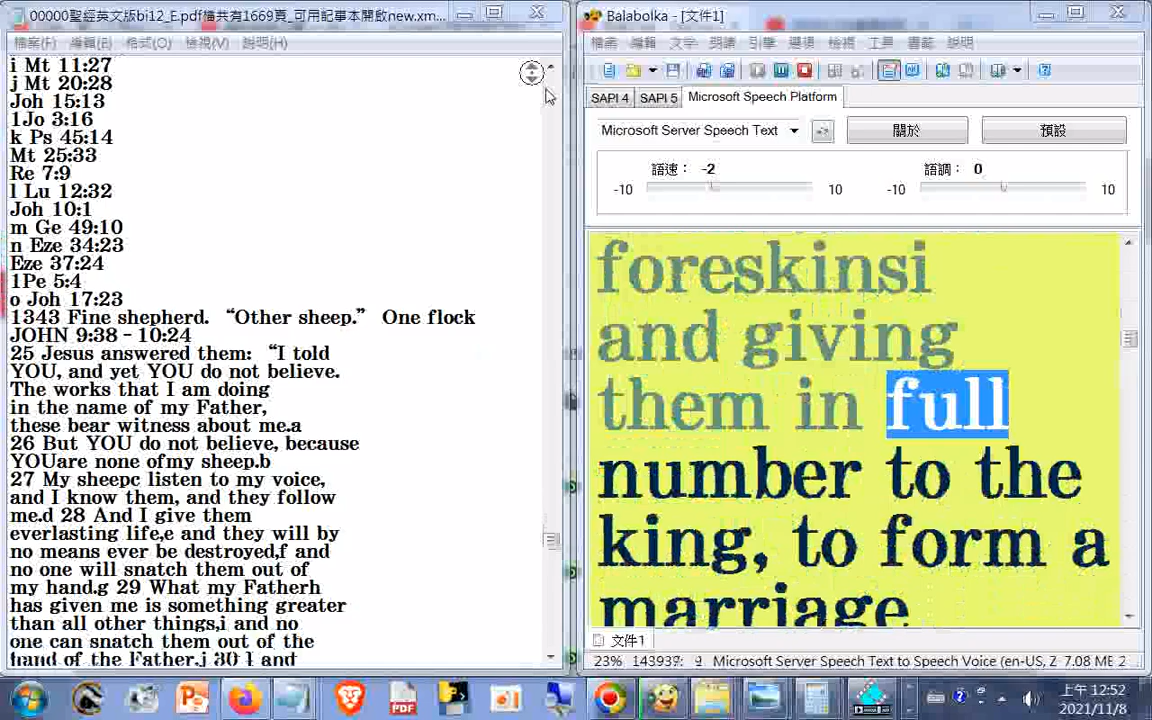 00000聖經英文版bi12_E.pdf檔共有1669頁_可用記事本開啟new.xm...
檔案(F) 編輯(E) 格式(O) 檢視(V) 說明(H)
i Mt 11:27
j Mt 20:28
Joh 15:13
1Jo 3:16
k Ps 45:14
Mt 25:33
Re 7:9
l Lu 12:32
Joh 10:1
m Ge 49:10
n Eze 34:23
Eze 37:24
1Pe 5:4
o Joh 17:23
1343 Fine shepherd. “Other sheep.” One flock
JOHN 9:38–10:24
25 Jesus answered them: “I told
YOU, and yet YOU do not believe.
The works that I am doing
in the name of my Father,
these bear witness about me.a
26 But YOU do not believe, because
YOUare none ofmy sheep.b
27 My sheepc listen to my voice,
and I know them, and they follow
me.d 28 And I give them
everlasting life,e and they will by
no means ever be destroyed,f and
no one will snatch them out of
my hand.g 29 What my Fatherh
has given me is something greater
than all other things,i and no
one can snatch them out of the
hand of the Father.j 30 I and
Balabolka - [文件1]
檔案 編輯 文字 朗讀 引擎 選項 檢視 工具 書籤 說明
SAPI 4 SAPI 5 Microsoft Speech Platform
Microsoft Server Speech Text 關於 預設
語速： -2 語調： 0
-10 10 -10 10
foreskinsi
and giving
them in full
number to the
king, to form a
marriage
文件1
23% Microsoft Server Speech Text to Speech Voice (en-US, Z 7.08 ME 2
PDF
上午 12:52
2021/11/8